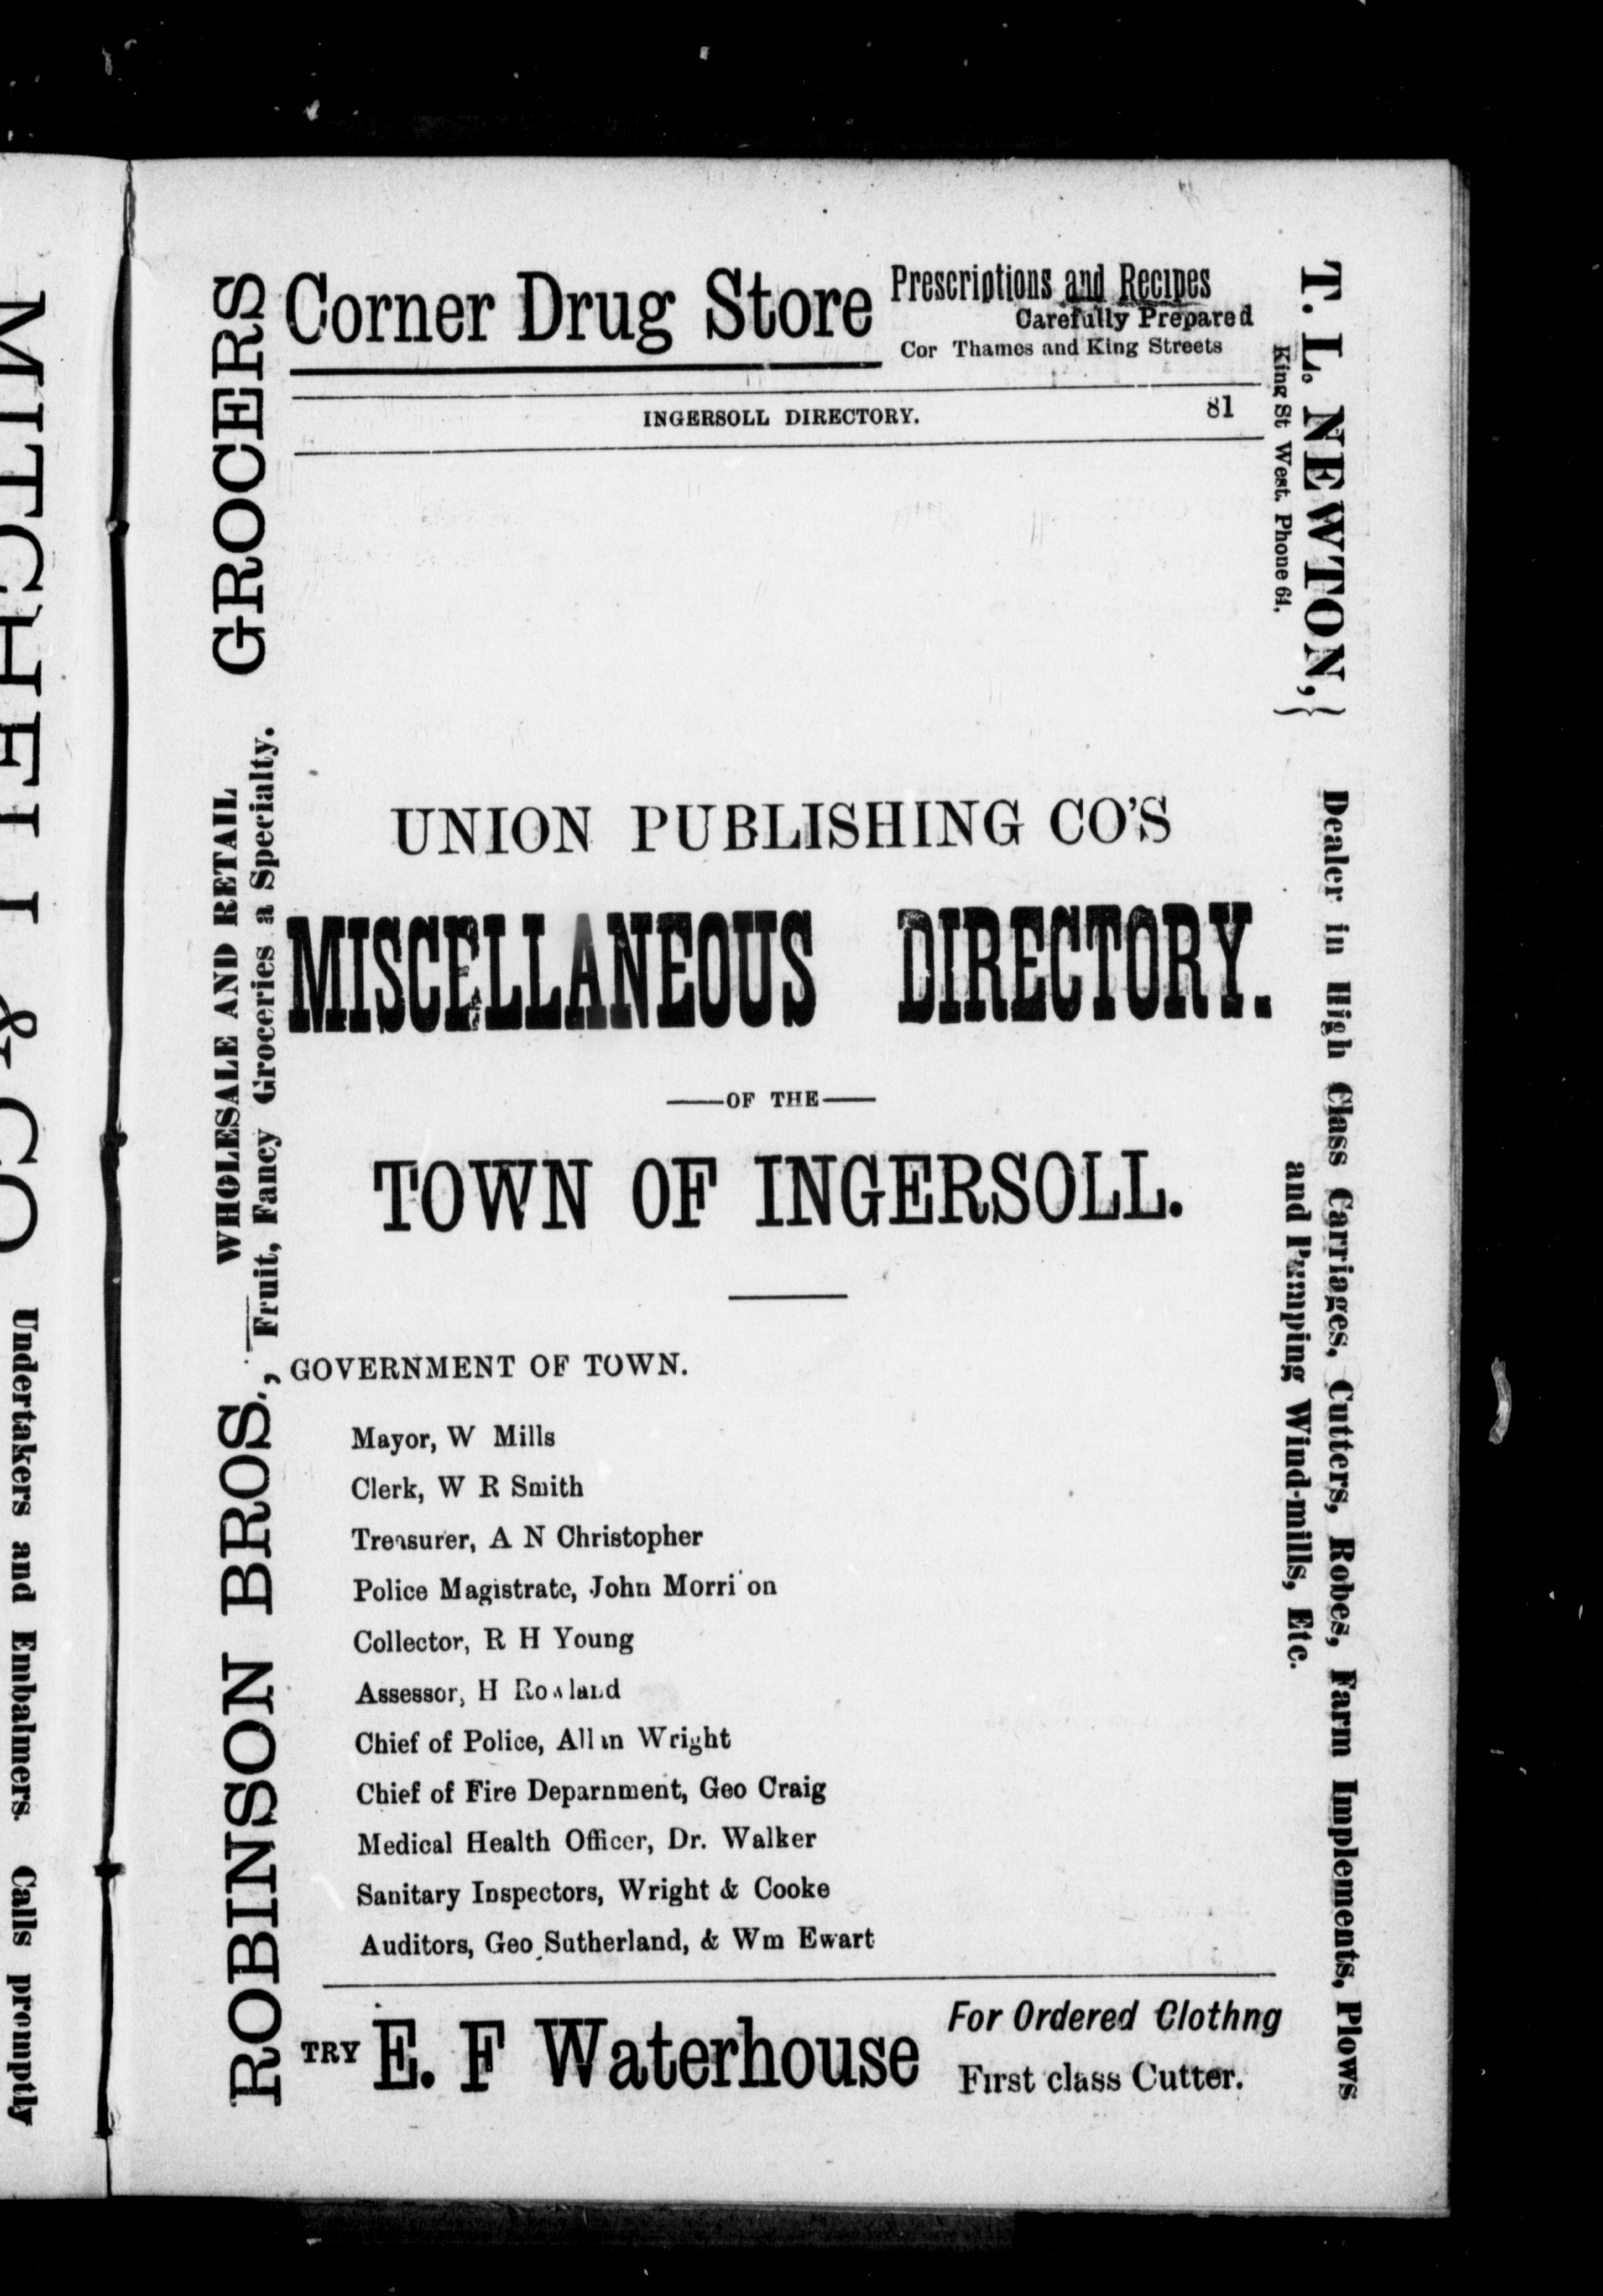 Corner Drug Store
Prescriptions and Recipes
Carefully Prepared
Cor Thames and King Streets
INGERSOLL DIRECTORY. 81
UNION PUBLISHING CO'S
MISCELLANEOUS DIRECTORY.
—OF THE—
TOWN OF INGERSOLL.
GOVERNMENT OF TOWN.
Mayor, W Mills
Clerk, W R Smith
Treasurer, A N Christopher
Police Magistrate, John Morri on
Collector, R H Young
Assessor, H
Chief of Police, Wright
Chief of Fire Deparnment, Geo Craig
Medical Health Officer, Dr. Walker
Sanitary Inspectors, Wright & Cooke
Auditors, Geo Sutherland, & Wm Ewart
TRY E. F Waterhouse
For Ordered Clothng
First class Cutter.
ROBINSON BROS., GROCERS
WHOLESALE AND RETAIL
Fruit, Fancy Groceries a Specialty.
T. L. NEWTON, }
King St West. Phone 64.
Dealer in High Class Carriages, Cutters, Robes, Farm Implements, Plows
and Pumping Wind-mills, Etc.
MITCHELL & CO
Undertakers and Embalmers. Calls promptly